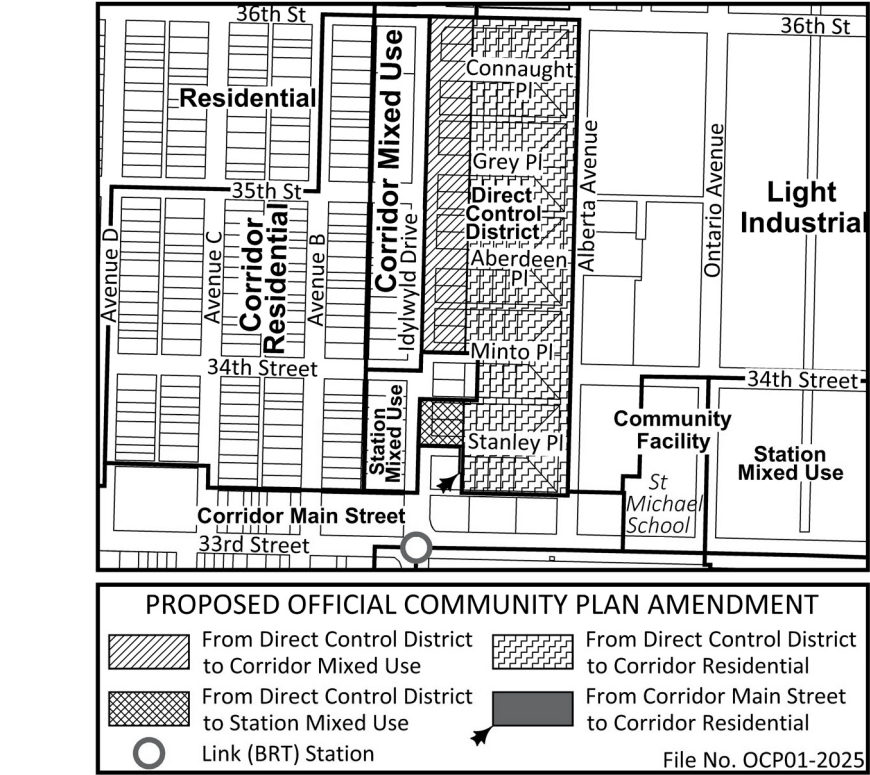 36th St
36th St
Residential
Corridor Mixed Use
Connaught
Pl
Grey Pl
35th St
Direct
Control
District
Light
Industrial
Alberta Avenue
Ontario Avenue
Avenue D
Avenue C
Corridor
Residential
Avenue B
Idylwyld Drive
Aberdeen
Pl
Minto Pl
34th Street
34th Street
Station
Mixed Use
Community
Facility
Stanley Pl
Station
Mixed Use
St
Michael
School
Corridor Main Street
33rd Street
PROPOSED OFFICIAL COMMUNITY PLAN AMENDMENT
From Direct Control District
to Corridor Mixed Use
From Direct Control District
to Corridor Residential
From Direct Control District
to Station Mixed Use
From Corridor Main Street
to Corridor Residential
Link (BRT) Station
File No. OCP01-2025